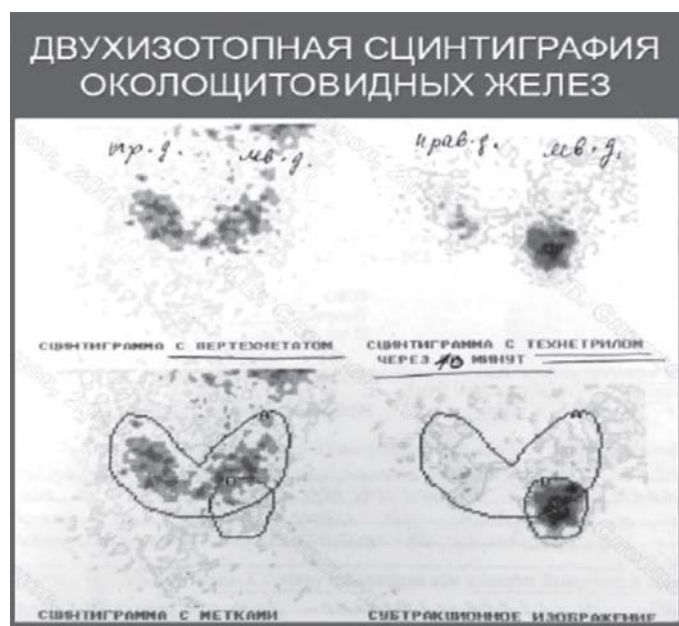 ДВУХИЗОТОПНАЯ СЦИНТИГРАФИЯ
ОКОЛОЩИТОВИДНЫХ ЖЕЛЕЗ
пр. д. лев. д.
прав. д. лев. д.
СЦИНТИГРАММА С ПЕРТЕХНЕТАТОМ
СЦИНТИГРАММА С ТЕХНЕТРИЛОМ
ЧЕРЕЗ 10 МИНУТ
СЦИНТИГРАММА С МЕТКАМИ
СУБТРАКЦИОННОЕ ИЗОБРАЖЕНИЕ